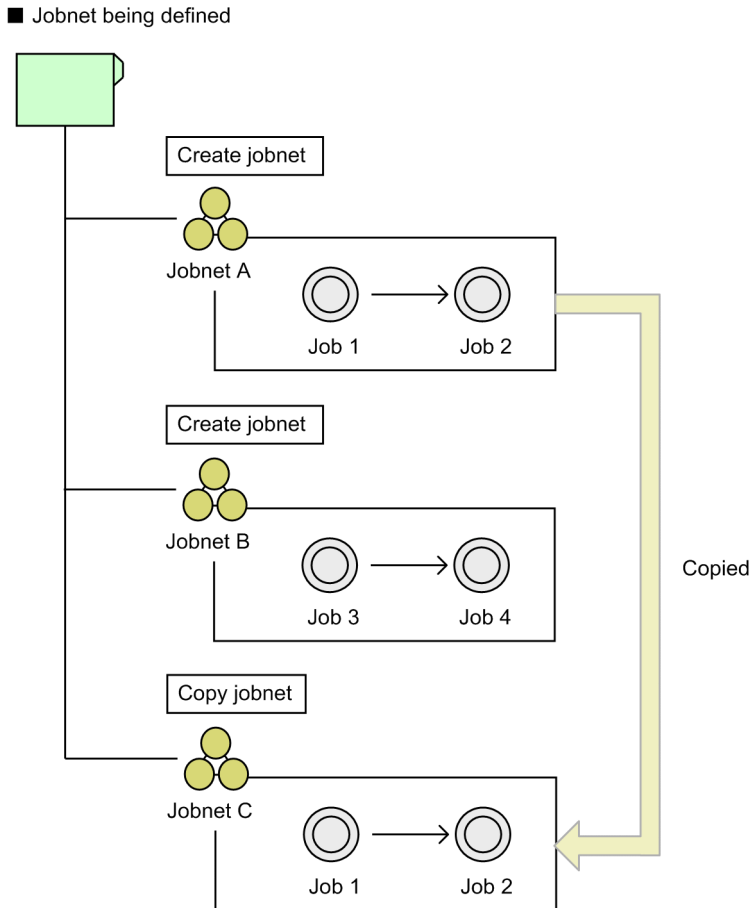 ■ Jobnet being defined
Create jobnet
Jobnet A
Job 1
Job 2
Create jobnet
Jobnet B
Job 3
Job 4
Copied
Copy jobnet
Jobnet C
Job 1
Job 2